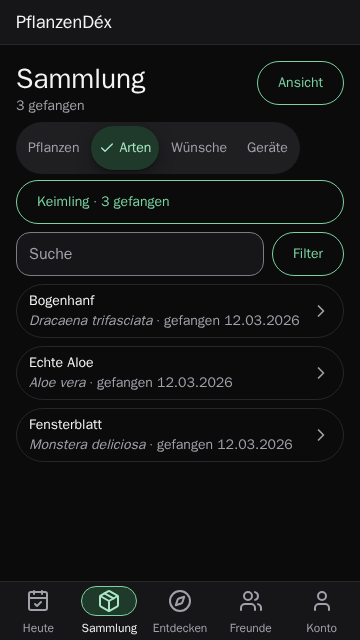 PflanzenDéx
Sammlung
Ansicht
3 gefangen
Pflanzen Arten Wünsche Geräte
Keimling · 3 gefangen
Suche
Filter
Bogenhanf
Dracaena trifasciata · gefangen 12.03.2026
Echte Aloe
Aloe vera · gefangen 12.03.2026
Fensterblatt
Monstera deliciosa · gefangen 12.03.2026
Heute Sammlung Entdecken Freunde Konto